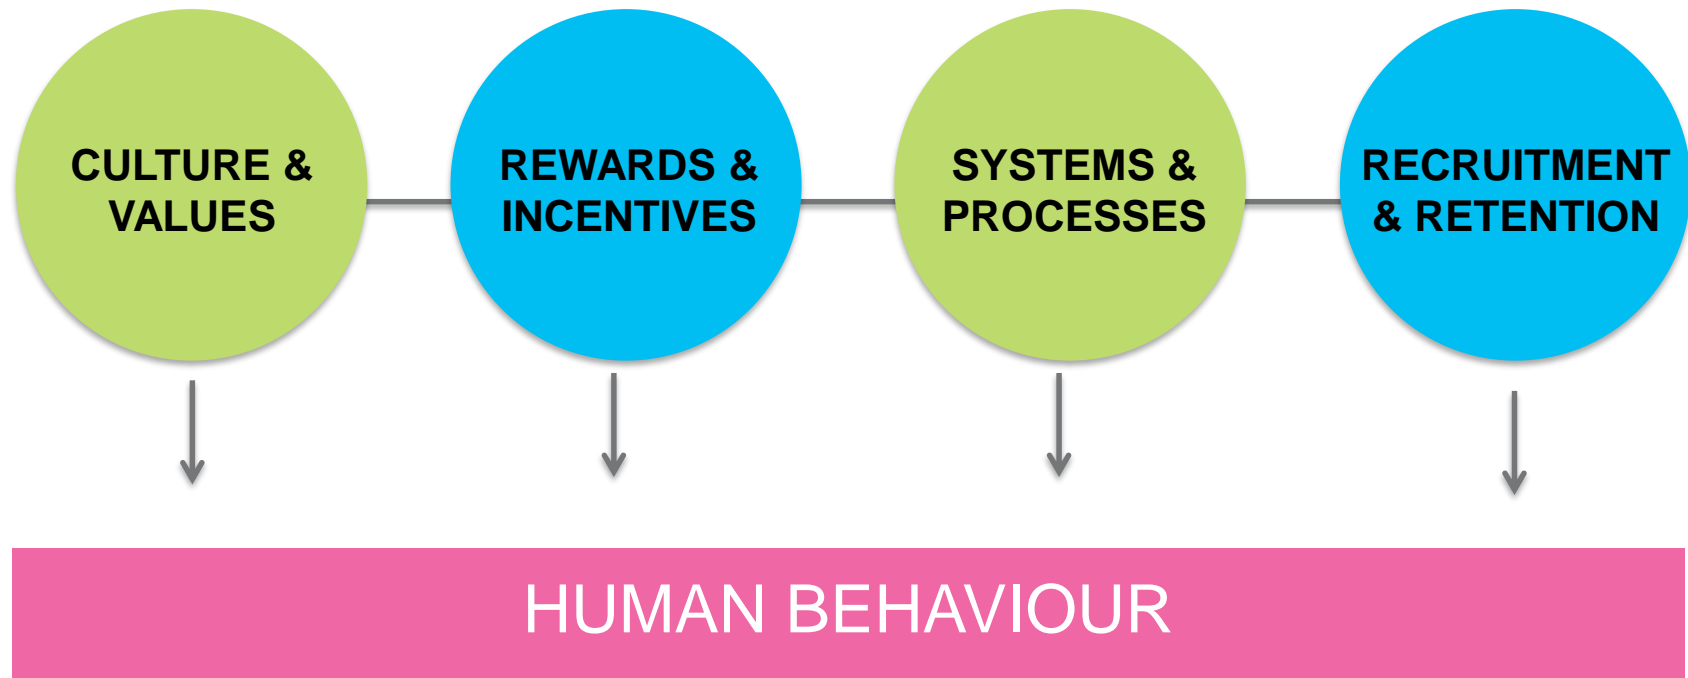 CULTURE &
VALUES
REWARDS &
INCENTIVES
SYSTEMS &
PROCESSES
RECRUITMENT
& RETENTION
HUMAN BEHAVIOUR